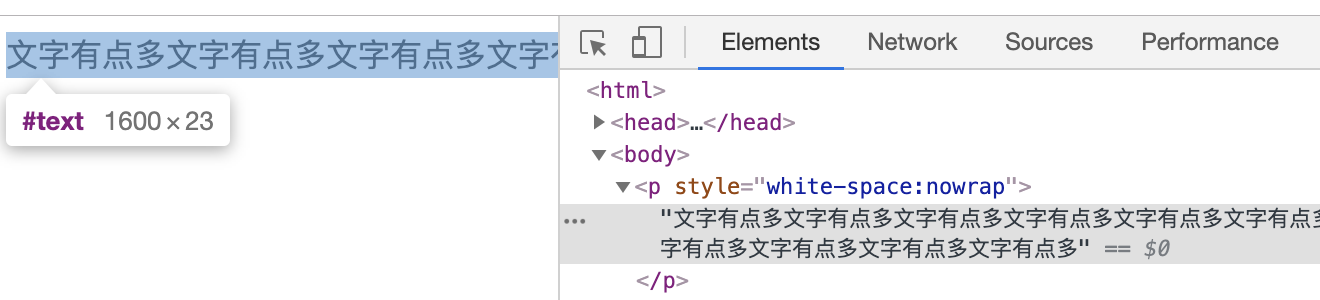 文字有点多文字有点多文字有点多文字
#text 1600 × 23
Elements Network Sources Performance
<html>
<head>…</head>
<body>
<p style="white-space:nowrap">
"文字有点多文字有点多文字有点多文字有点多文字有点多文字有点
字有点多文字有点多文字有点多文字有点多" == $0
</p>